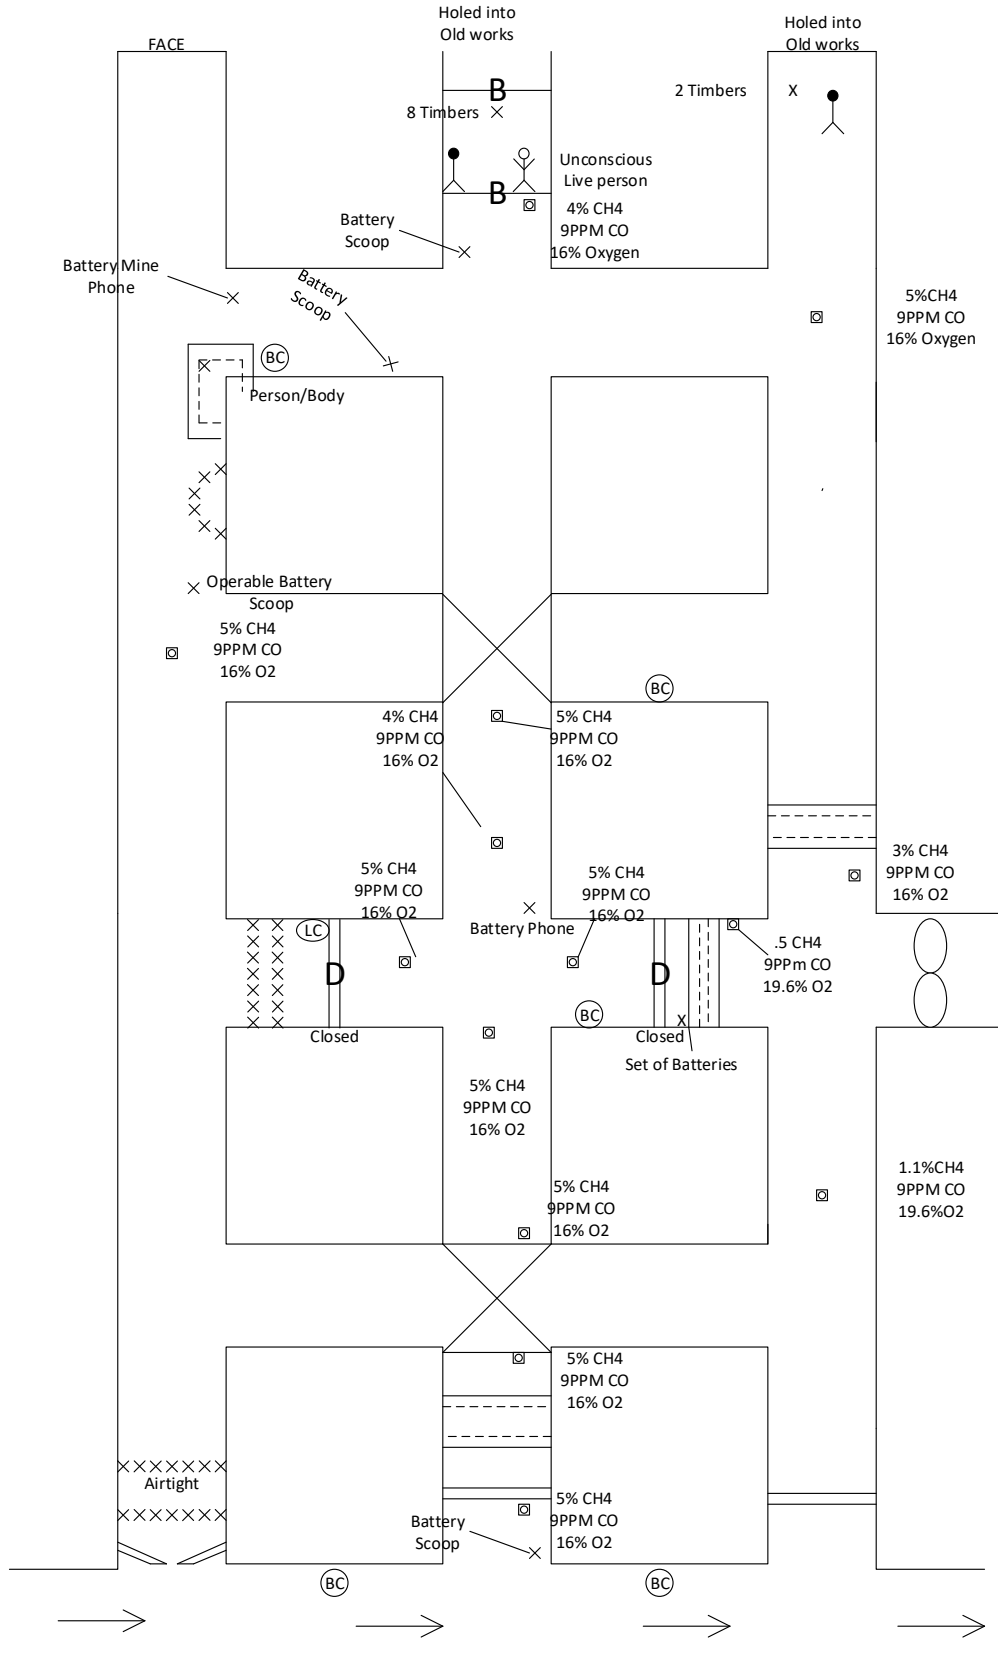 Holed into
Old works
Holed into
Old works
FACE
B
2 Timbers
X
8 Timbers
Unconscious
Live person
B
4% CH4
9PPM CO
16% Oxygen
Battery
Scoop
Battery Mine
Phone
Battery
Scoop
5%CH4
9PPM CO
16% Oxygen
BC
Person/Body
Operable Battery
Scoop
5% CH4
9PPM CO
16% O2
BC
4% CH4
9PPM CO
16% O2
5% CH4
9PPM CO
16% O2
3% CH4
9PPM CO
16% O2
5% CH4
9PPM CO
16% O2
5% CH4
9PPM CO
16% O2
LC
Battery Phone
.5 CH4
9PPm CO
19.6% O2
D
D
BC
X
Closed
Closed
Set of Batteries
5% CH4
9PPM CO
16% O2
1.1%CH4
9PPM CO
19.6%O2
5% CH4
9PPM CO
16% O2
5% CH4
9PPM CO
16% O2
Airtight
5% CH4
9PPM CO
16% O2
Battery
Scoop
BC
BC